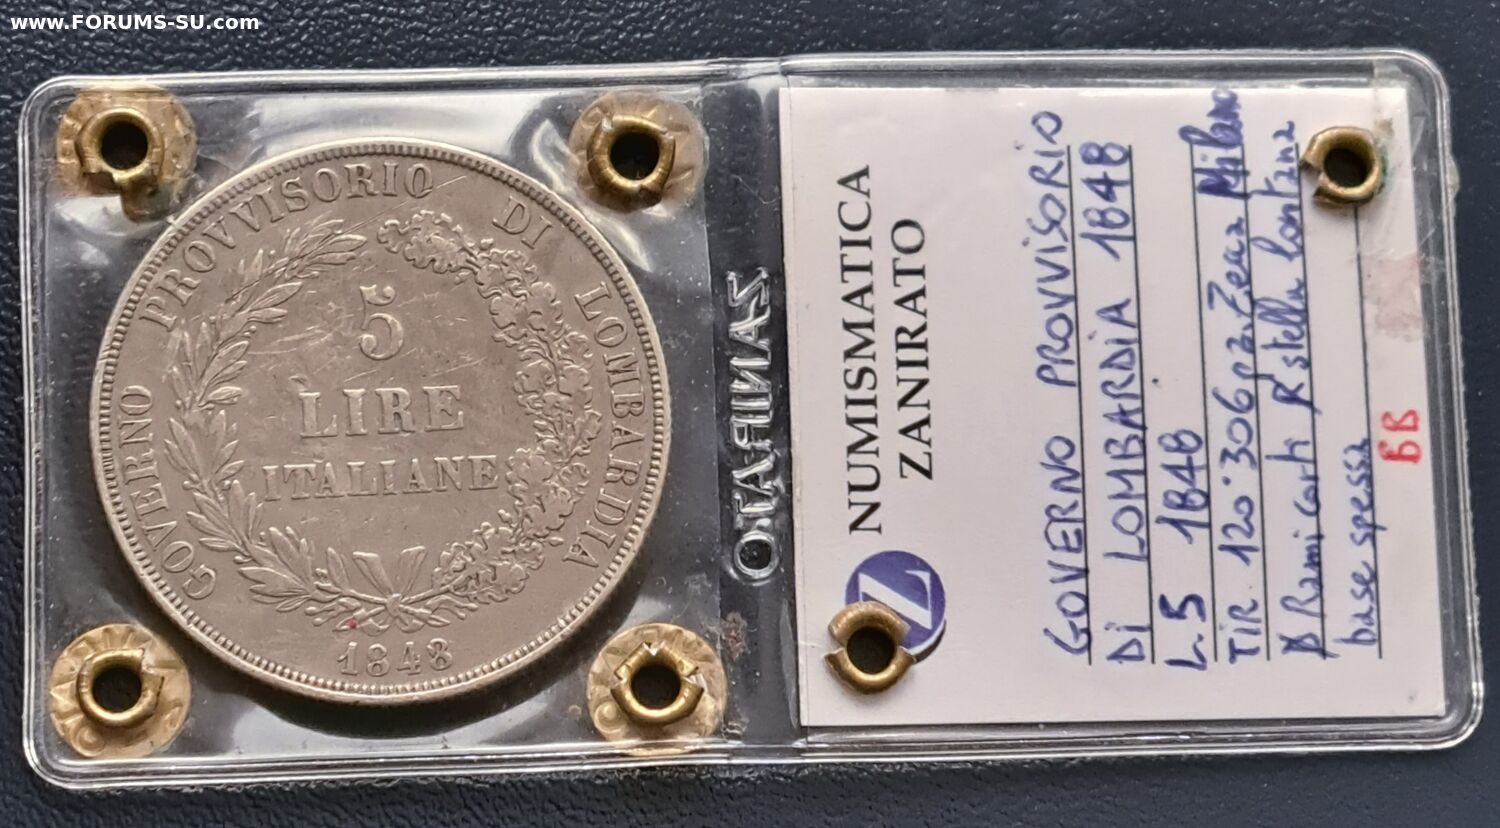 www.FORUMS-SU.com
GOVERNO PROVVISORIO DI LOMBARDIA
5
LIRE
ITALIANE
1848
ZANIRATO
NUMISMATICA
ZANIRATO
Z
GOVERNO PROVVISORIO
DI LOMBARDIA 1848
L.5 1848
TIR. 120°306 pz. Zecca Milano
Rami corti R stella lontana
base spessa
BB